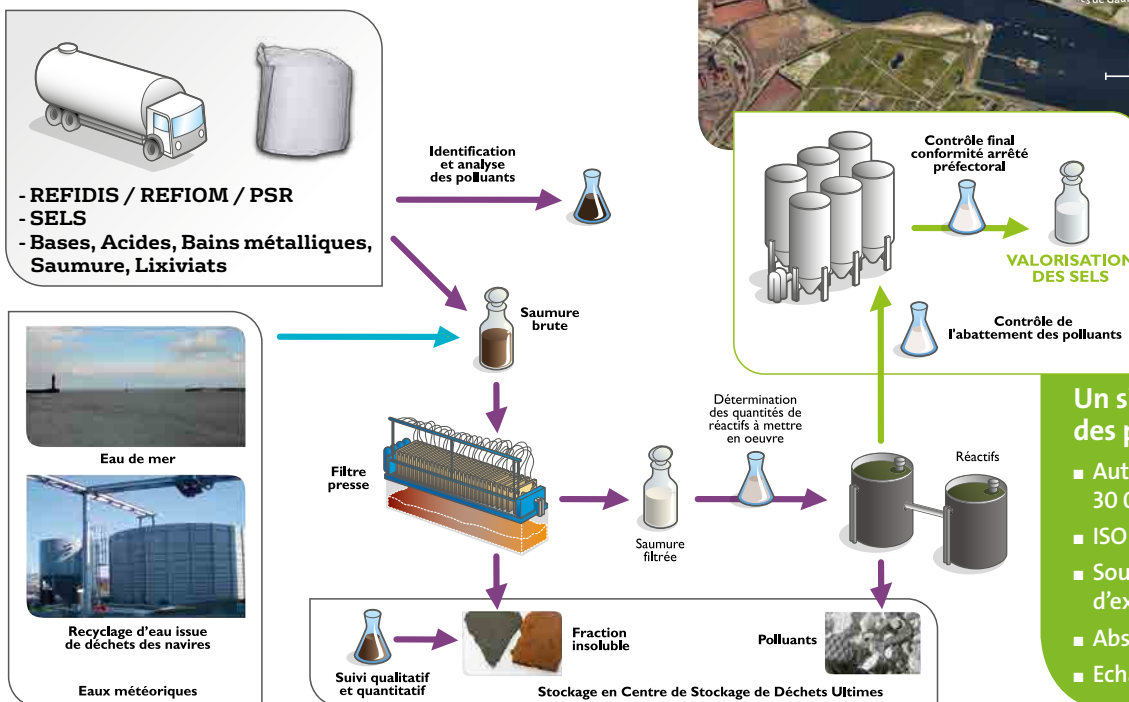 - REFIDIS / REFIOM / PSR
- SELS
- Bases, Acides, Bains métalliques,
Saumure, Lixiviats
Identification
et analyse
des polluants
Saumure
brute
Eau de mer
Recyclage d'eau issue
de déchets des navires
Eaux météoriques
Filtre
presse
Saumure
filtrée
Détermination
des quantités de
réactifs à mettre
en oeuvre
Réactifs
Contrôle final
conformité arrêté
préfectoral
VALORISATION
DES SELS
Contrôle de
l'abattement des polluants
Suivi qualitatif
et quantitatif
Fraction
insoluble
Polluants
Stockage en Centre de Stockage de Déchets Ultimes
Un s
des p
▪ Aut
30 0
▪ ISO
▪ Sou
d'ex
▪ Abs
▪ Ech